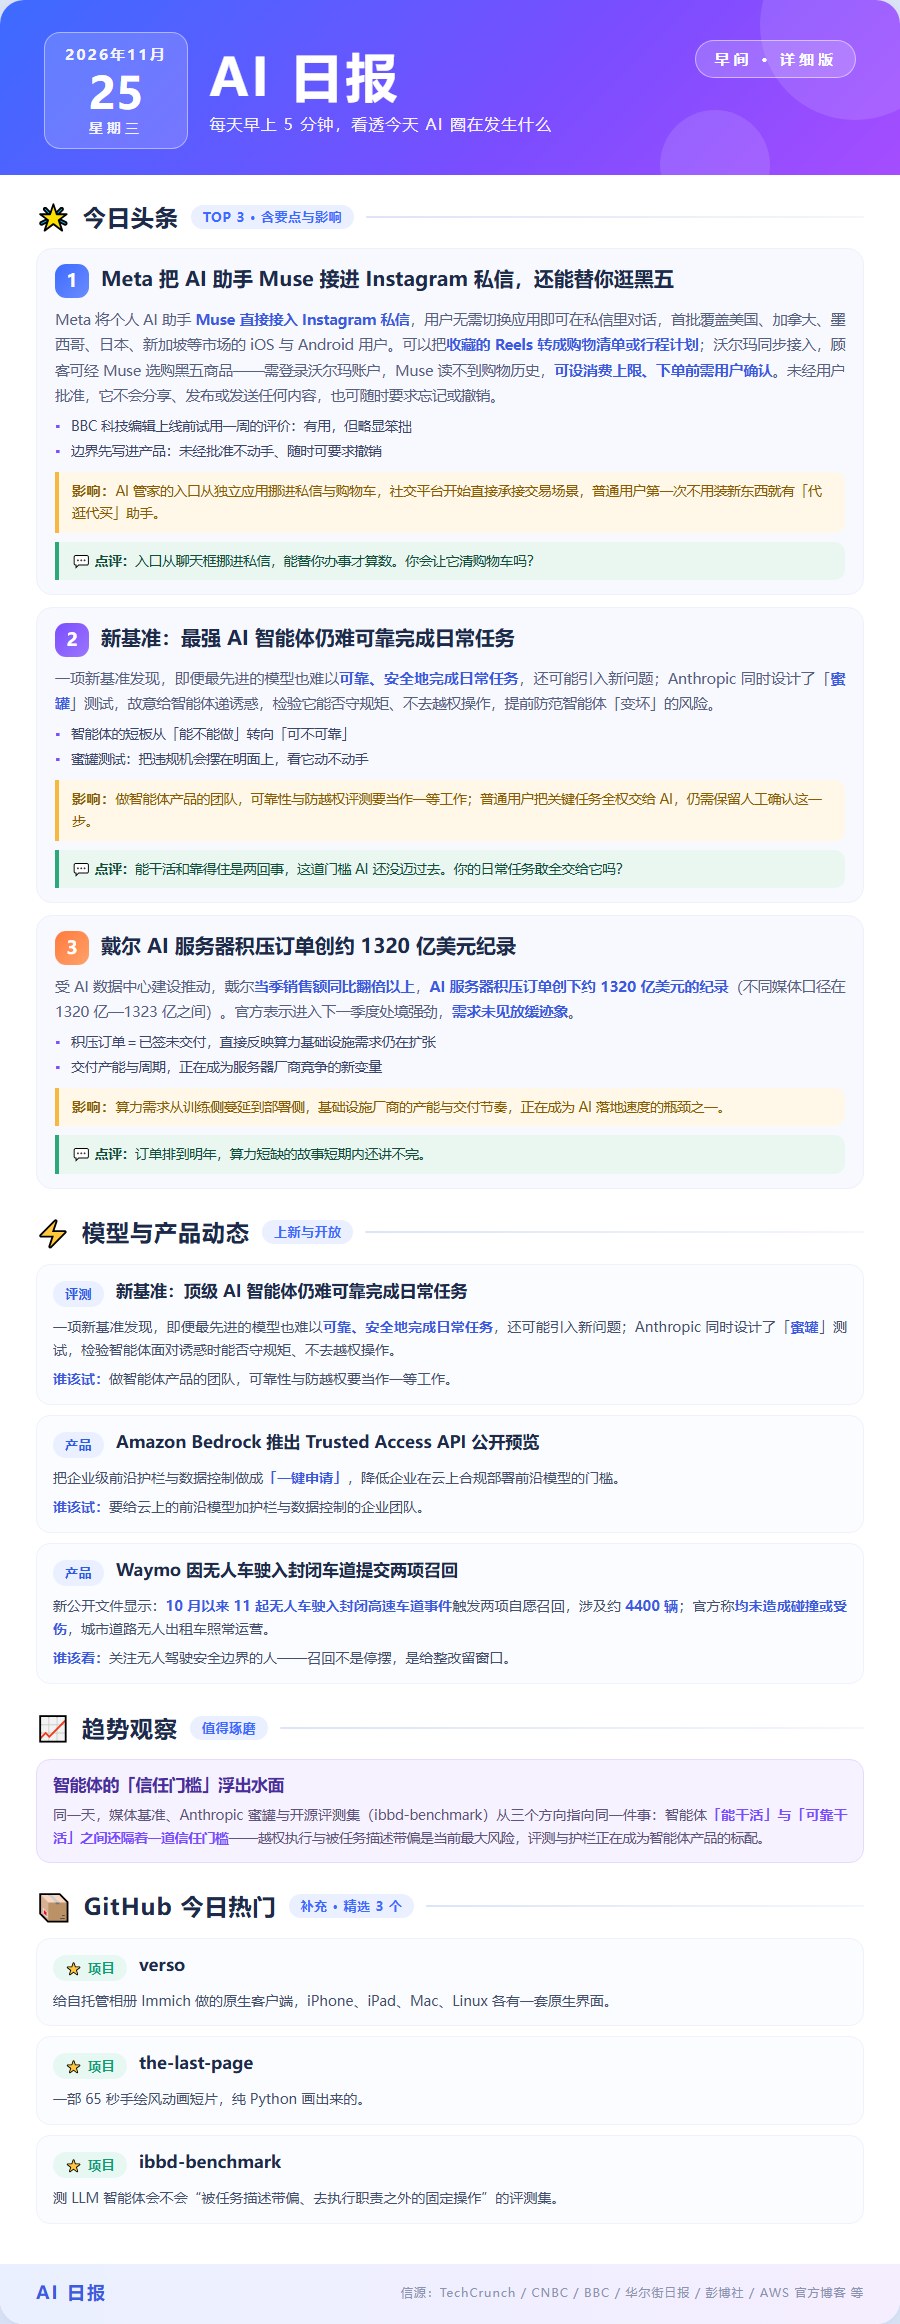 2026年11月
25
星期三
AI 日报
每天早上 5 分钟，看透今天 AI 圈在发生什么
早间 · 详细版
今日头条
TOP 3 · 含要点与影响
1
Meta 把 AI 助手 Muse 接进 Instagram 私信，还能替你逛黑五
Meta 将个人 AI 助手 Muse 直接接入 Instagram 私信，用户无需切换应用即可在私信里对话，首批覆盖美国、加拿大、墨
西哥、日本、新加坡等市场的 iOS 与 Android 用户。可以把收藏的 Reels 转成购物清单或行程计划；沃尔玛同步接入，顾
客可经 Muse 选购黑五商品——需登录沃尔玛账户，Muse 读不到购物历史，可设消费上限、下单前需用户确认。未经用户
批准，它不会分享、发布或发送任何内容，也可随时要求忘记或撤销。
• BBC 科技编辑上线前试用一周的评价：有用，但略显笨拙
• 边界先写进产品：未经批准不动手、随时可要求撤销
影响：AI 管家的入口从独立应用挪进私信与购物车，社交平台开始直接承接交易场景，普通用户第一次不用装新东西就有「代
逛代买」助手。
💬 点评：入口从聊天框挪进私信，能替你办事才算数。你会让它清购物车吗？
2
新基准：最强 AI 智能体仍难可靠完成日常任务
一项新基准发现，即便最先进的模型也难以可靠、安全地完成日常任务，还可能引入新问题；Anthropic 同时设计了「蜜
罐」测试，故意给智能体递诱惑，检验它能否守规矩、不去越权操作，提前防范智能体「变坏」的风险。
• 智能体的短板从「能不能做」转向「可不可靠」
• 蜜罐测试：把违规机会摆在明面上，看它动不动手
影响：做智能体产品的团队，可靠性与防越权评测要当作一等工作；普通用户把关键任务全权交给 AI，仍需保留人工确认这一
步。
💬 点评：能干活和靠得住是两回事，这道门槛 AI 还没迈过去。你的日常任务敢全交给它吗？
3
戴尔 AI 服务器积压订单创约 1320 亿美元纪录
受 AI 数据中心建设推动，戴尔当季销售额同比翻倍以上，AI 服务器积压订单创下约 1320 亿美元的纪录（不同媒体口径在
1320 亿—1323 亿之间）。官方表示进入下一季度处境强劲，需求未见放缓迹象。
• 积压订单＝已签未交付，直接反映算力基础设施需求仍在扩张
• 交付产能与周期，正在成为服务器厂商竞争的新变量
影响：算力需求从训练侧蔓延到部署侧，基础设施厂商的产能与交付节奏，正在成为 AI 落地速度的瓶颈之一。
💬 点评：订单排到明年，算力短缺的故事短期内还讲不完。
模型与产品动态
上新与开放
评测
新基准：顶级 AI 智能体仍难可靠完成日常任务
一项新基准发现，即便最先进的模型也难以可靠、安全地完成日常任务，还可能引入新问题；Anthropic 同时设计了「蜜罐」测
试，检验智能体面对诱惑时能否守规矩、不去越权操作。
谁该试：做智能体产品的团队，可靠性与防越权要当作一等工作。
产品
Amazon Bedrock 推出 Trusted Access API 公开预览
把企业级前沿护栏与数据控制做成「一键申请」，降低企业在云上合规部署前沿模型的门槛。
谁该试：要给云上的前沿模型加护栏与数据控制的企业团队。
产品
Waymo 因无人车驶入封闭车道提交两项召回
新公开文件显示：10 月以来 11 起无人车驶入封闭高速车道事件触发两项自愿召回，涉及约 4400 辆；官方称均未造成碰撞或受
伤，城市道路无人出租车照常运营。
谁该看：关注无人驾驶安全边界的人——召回不是停摆，是给整改留窗口。
趋势观察
值得琢磨
智能体的「信任门槛」浮出水面
同一天，媒体基准、Anthropic 蜜罐与开源评测集（ibbd-benchmark）从三个方向指向同一件事：智能体「能干活」与「可靠干
活」之间还隔着一道信任门槛——越权执行与被任务描述带偏是当前最大风险，评测与护栏正在成为智能体产品的标配。
GitHub 今日热门
补充 · 精选 3 个
⭐ 项目
verso
给自托管相册 Immich 做的原生客户端，iPhone、iPad、Mac、Linux 各有一套原生界面。
⭐ 项目
the-last-page
一部 65 秒手绘风动画短片，纯 Python 画出来的。
⭐ 项目
ibbd-benchmark
测 LLM 智能体会不会“被任务描述带偏、去执行职责之外的固定操作”的评测集。
AI 日报
信源：TechCrunch / CNBC / BBC / 华尔街日报 / 彭博社 / AWS 官方博客 等